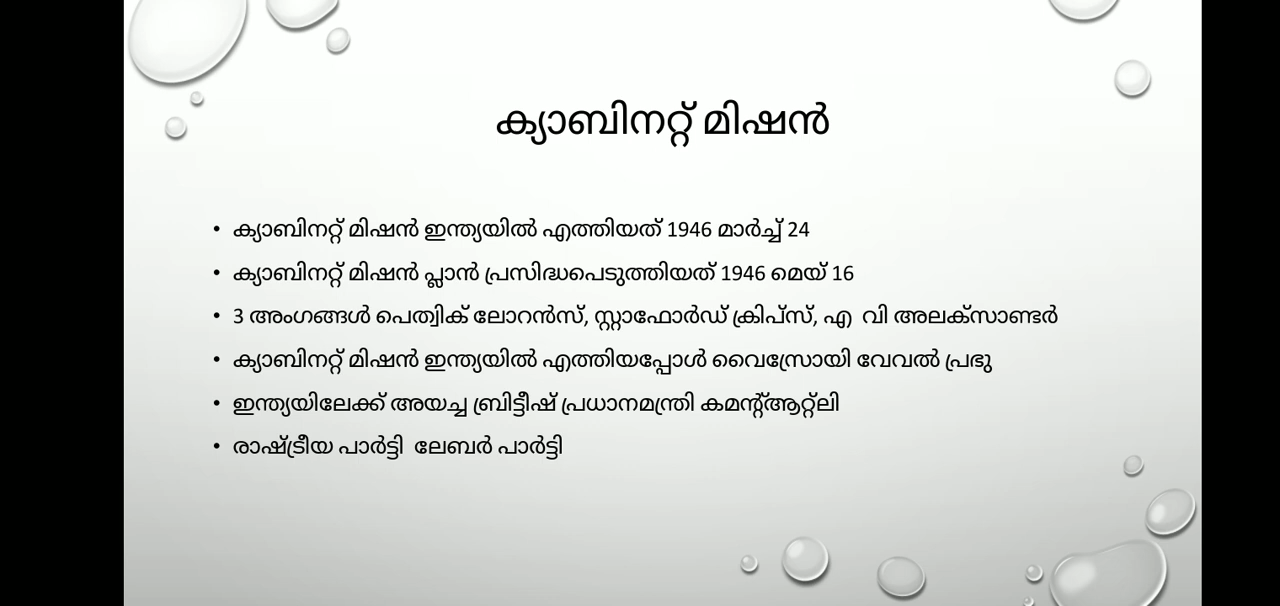 ക്യാബിനറ്റ് മിഷൻ
• ക്യാബിനറ്റ് മിഷൻ ഇന്ത്യയിൽ എത്തിയത് 1946 മാർച്ച് 24
• ക്യാബിനറ്റ് മിഷൻ പ്ലാൻ പ്രസിദ്ധപെടുത്തിയത് 1946 മെയ് 16
• 3 അംഗങ്ങൾ പെത്വിക് ലോറൻസ്, സ്റ്റാഫോർഡ് ക്രിപ്സ്, എ വി അലക്സാണ്ടർ
• ക്യാബിനറ്റ് മിഷൻ ഇന്ത്യയിൽ എത്തിയപ്പോൾ വൈസ്രോയി വേവൽ പ്രഭു
• ഇന്ത്യയിലേക്ക് അയച്ച ബ്രിട്ടീഷ് പ്രധാനമന്ത്രി കമന്റ്ആറ്റ്ലി
• രാഷ്ട്രീയ പാർട്ടി ലേബർ പാർട്ടി